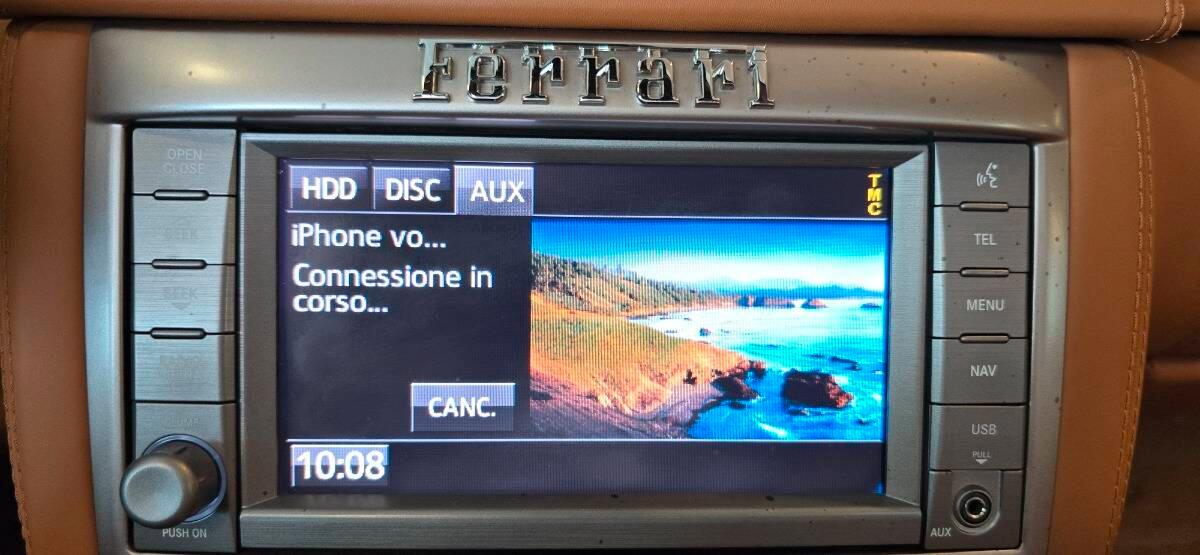 Ferrari
OPEN
CLOSE
SEEK
PUSH ON
HDD DISC AUX
TMC
iPhone vo...
Connessione in
corso...
CANC.
10:08
TEL
MENU
NAV
USB
PULL
AUX